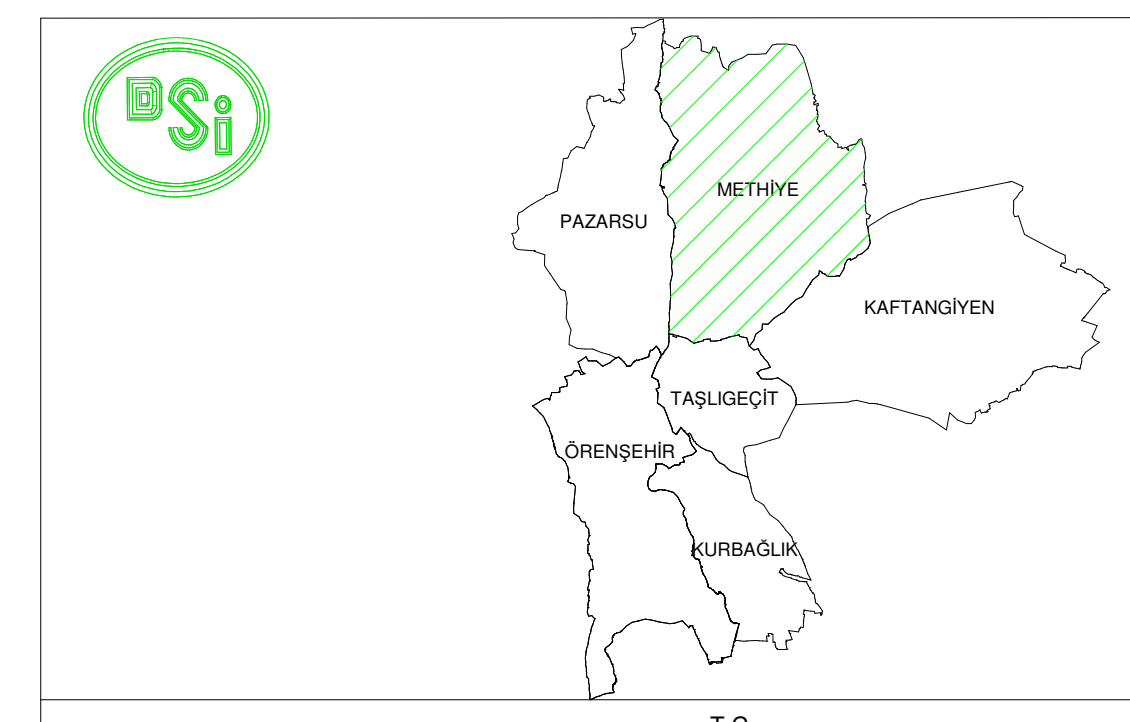 DSi
METHİYE
PAZARSU
KAFTANGİYEN
TAŞLIGEÇİT
ÖRENŞEHİR
KURBAĞLIK